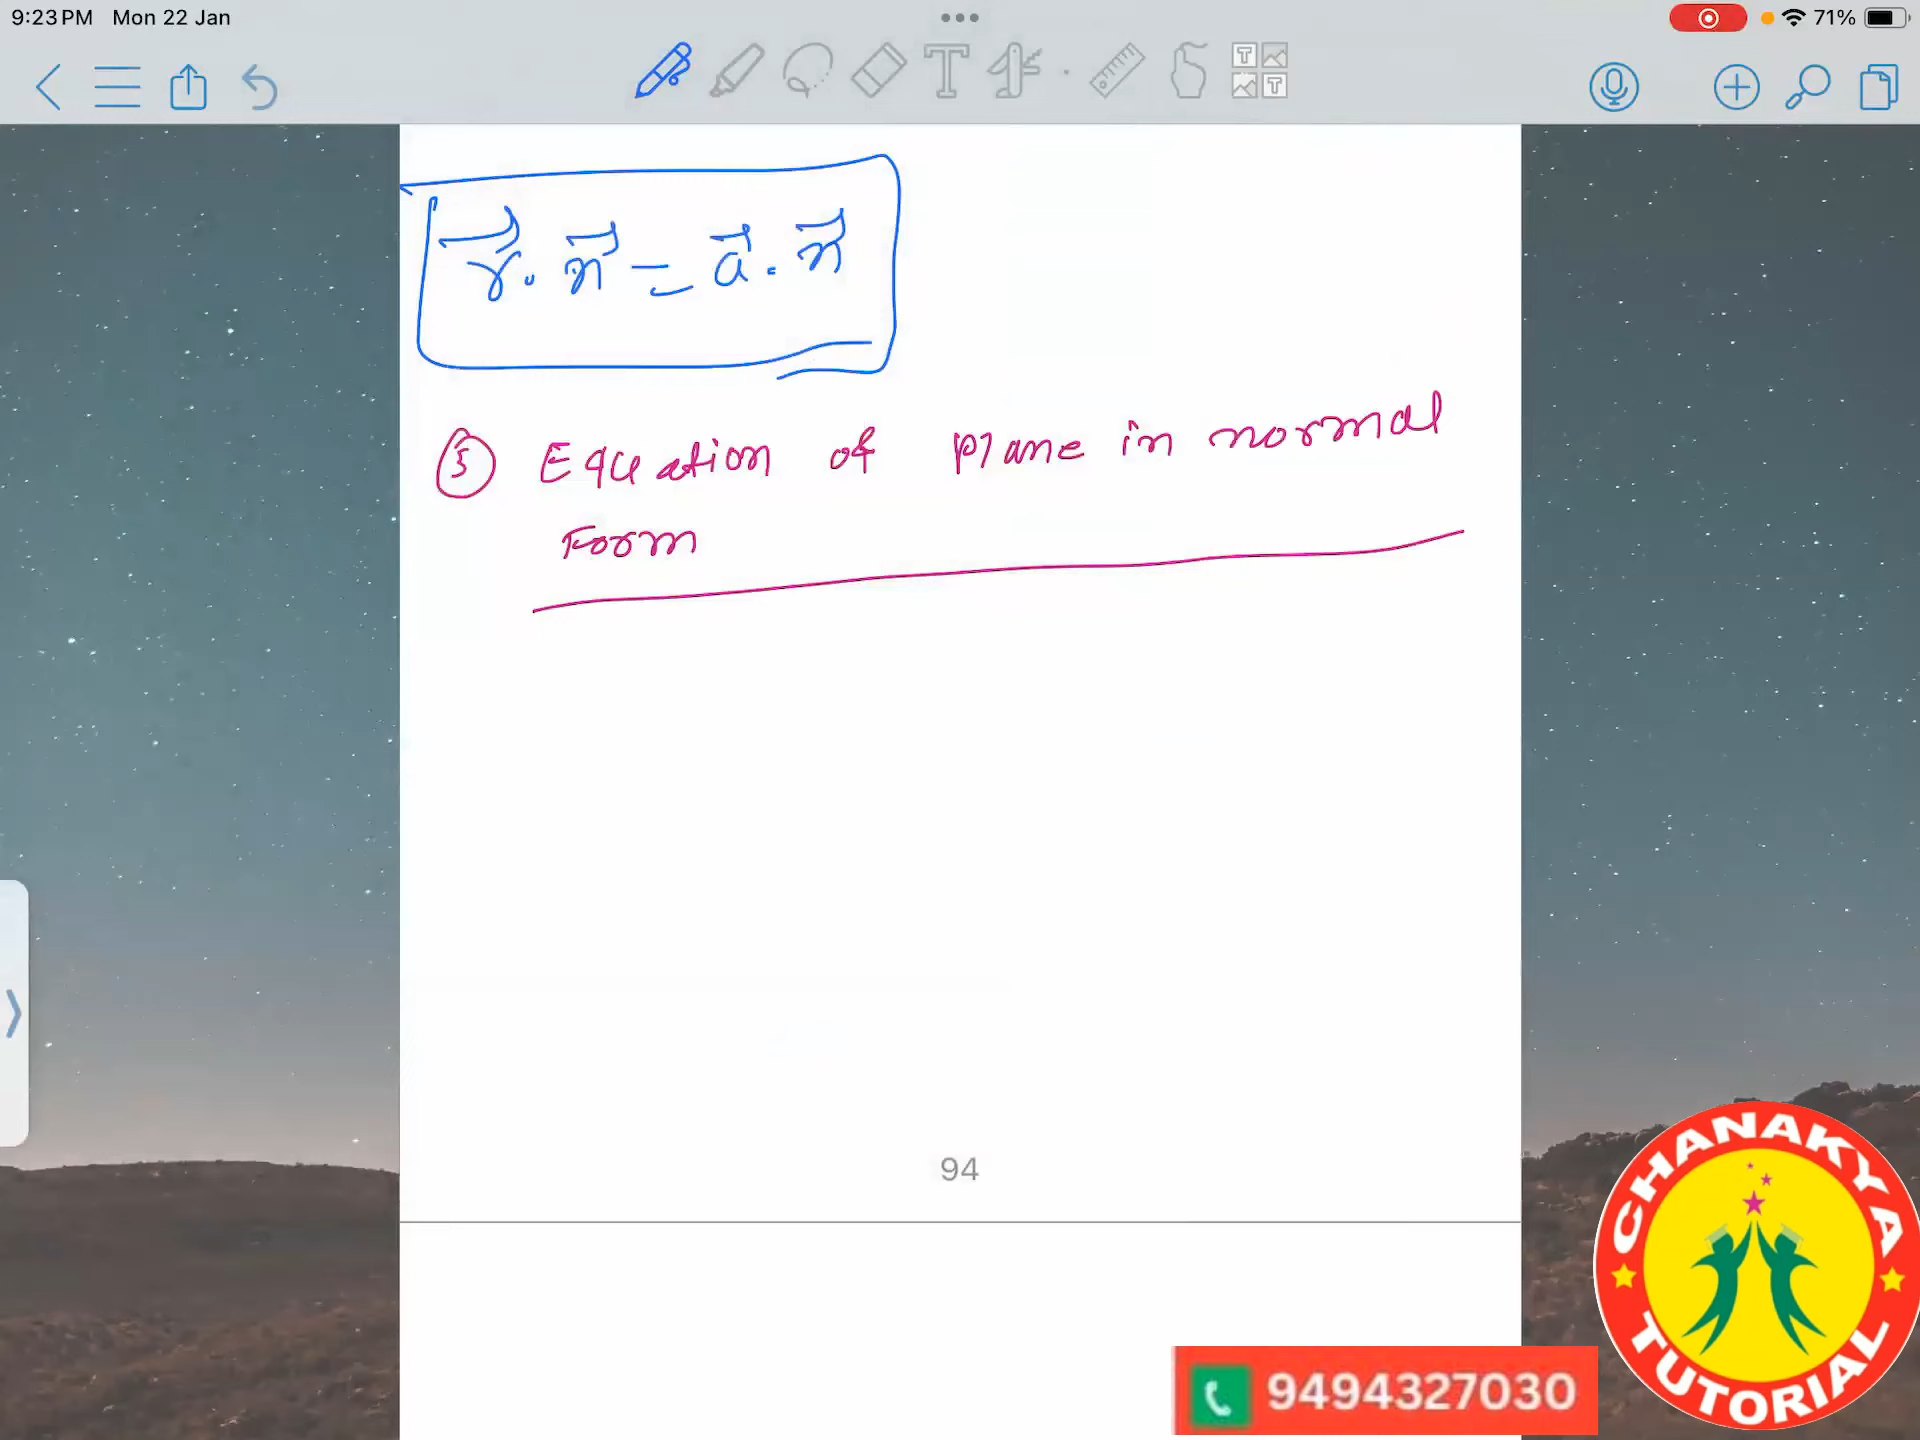 9:23 PM Mon 22 Jan
71%
r⃗ . n⃗ = a⃗ . n⃗
⑤ Equation of plane in normal
Form
94
CHANAKYA
TUTORIAL
9494327030